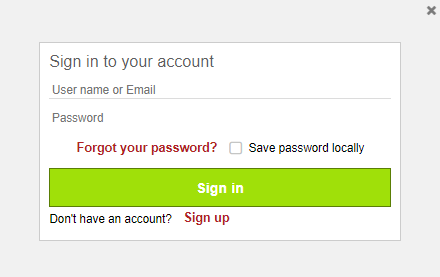 Sign in to your account
User name or Email
Password
Forgot your password? Save password locally
Sign in
Don't have an account? Sign up